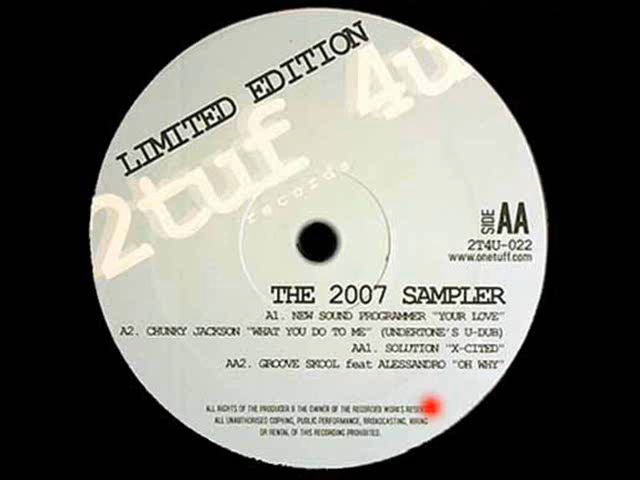 LIMITED EDITION
2tuf 4u
records
SIDE AA
2T4U-022
www.onetuff.com
THE 2007 SAMPLER
A1. NEW SOUND PROGRAMMER "YOUR LOVE"
A2. CHUNKY JACKSON "WHAT YOU DO TO ME" (UNDERTONE'S U-DUB)
AA1. SOLUTION "X-CITED"
AA2. GROOVE SKOOL feat ALESSANDRO "OH WHY"
ALL RIGHTS OF THE PRODUCER & THE OWNER OF THE RECORDED WORKS
ALL UNAUTHORISED COPYING, PUBLIC PERFORMANCE, BROADCASTING, HIRING
OR RENTAL OF THIS RECORDING PROHIBITED.